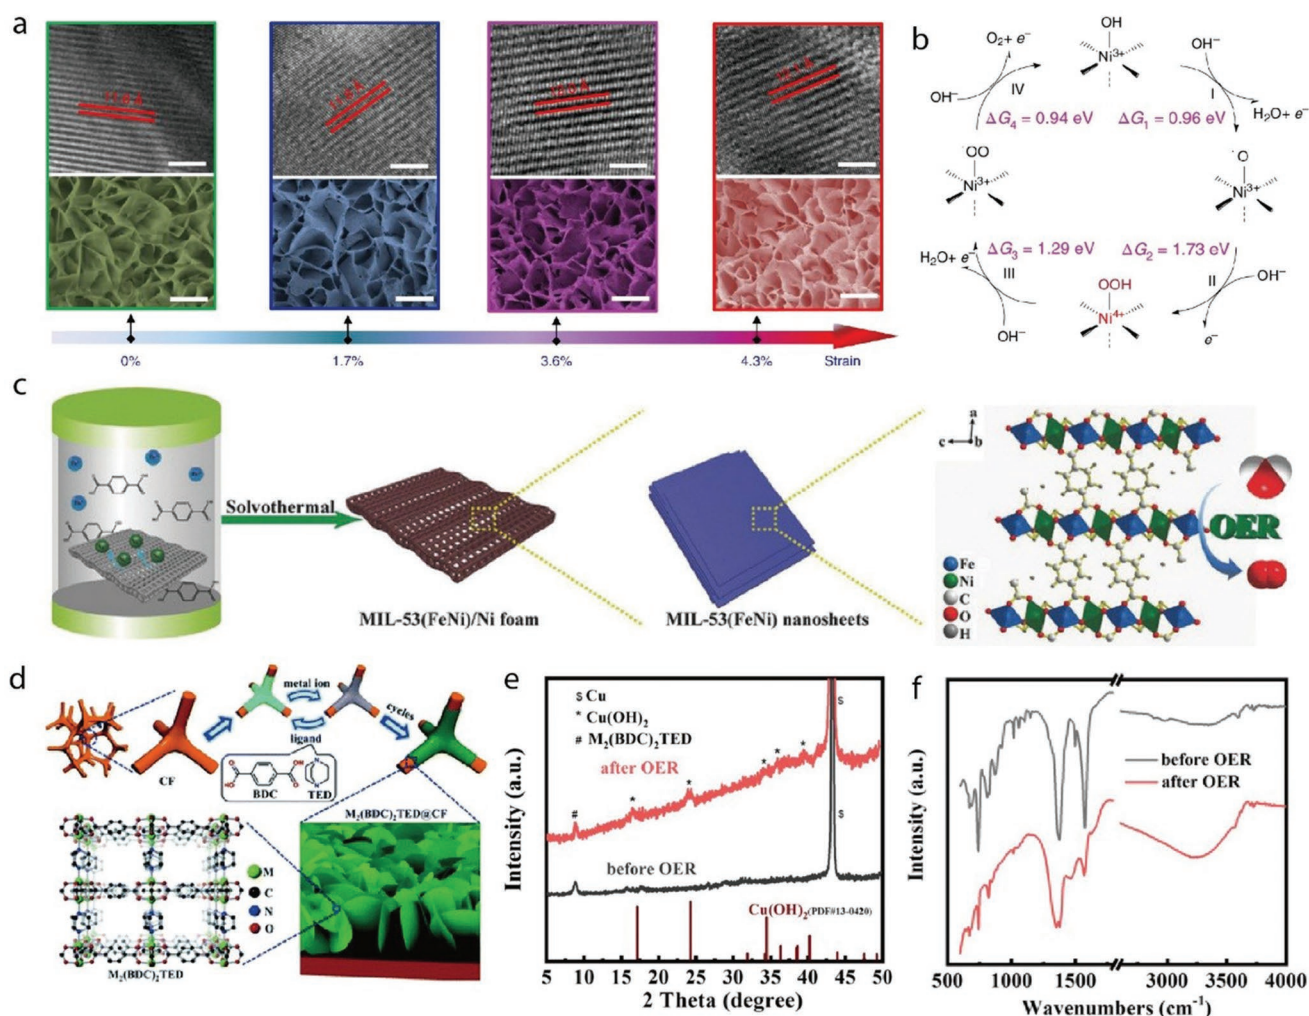 a
11.8 Å
0%
1.7%
3.6%
4.3%
Strain
b
OH
Ni3+
O2+ e−
OH−
OH−
IV
I
H2O+ e−
ΔG4 = 0.94 eV
ΔG1 = 0.96 eV
·OO
Ni3+
·O
Ni3+
ΔG3 = 1.29 eV
ΔG2 = 1.73 eV
H2O+ e−
III
II
OH−
OOH
Ni4+
OH−
e−
c
Solvothermal
MIL-53(FeNi)/Ni foam
MIL-53(FeNi) nanosheets
a
c
b
OER
Fe
Ni
C
O
H
d
metal ion
ligand
cycles
CF
BDC
TED
M2(BDC)2TED@CF
M
C
N
O
M2(BDC)2TED
e
Intensity (a.u.)
$ Cu
* Cu(OH)2
# M2(BDC)2TED
after OER
before OER
Cu(OH)2(PDF#13-0420)
5 10 15 20 25 30 35 40 45 50
2 Theta (degree)
f
Intensity (a.u.)
before OER
after OER
500 1000 1500 3000 3500 4000
Wavenumbers (cm-1)